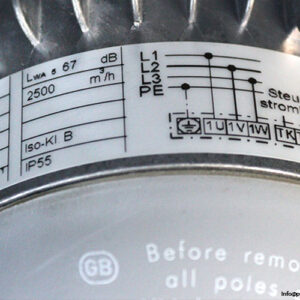 LWA 5 67 dB
2500 m³/h
Iso-Kl B
IP55
L1
L2
L3
PE
Steu
strom
1U 1V 1W TK
GB
Before remo
all poles